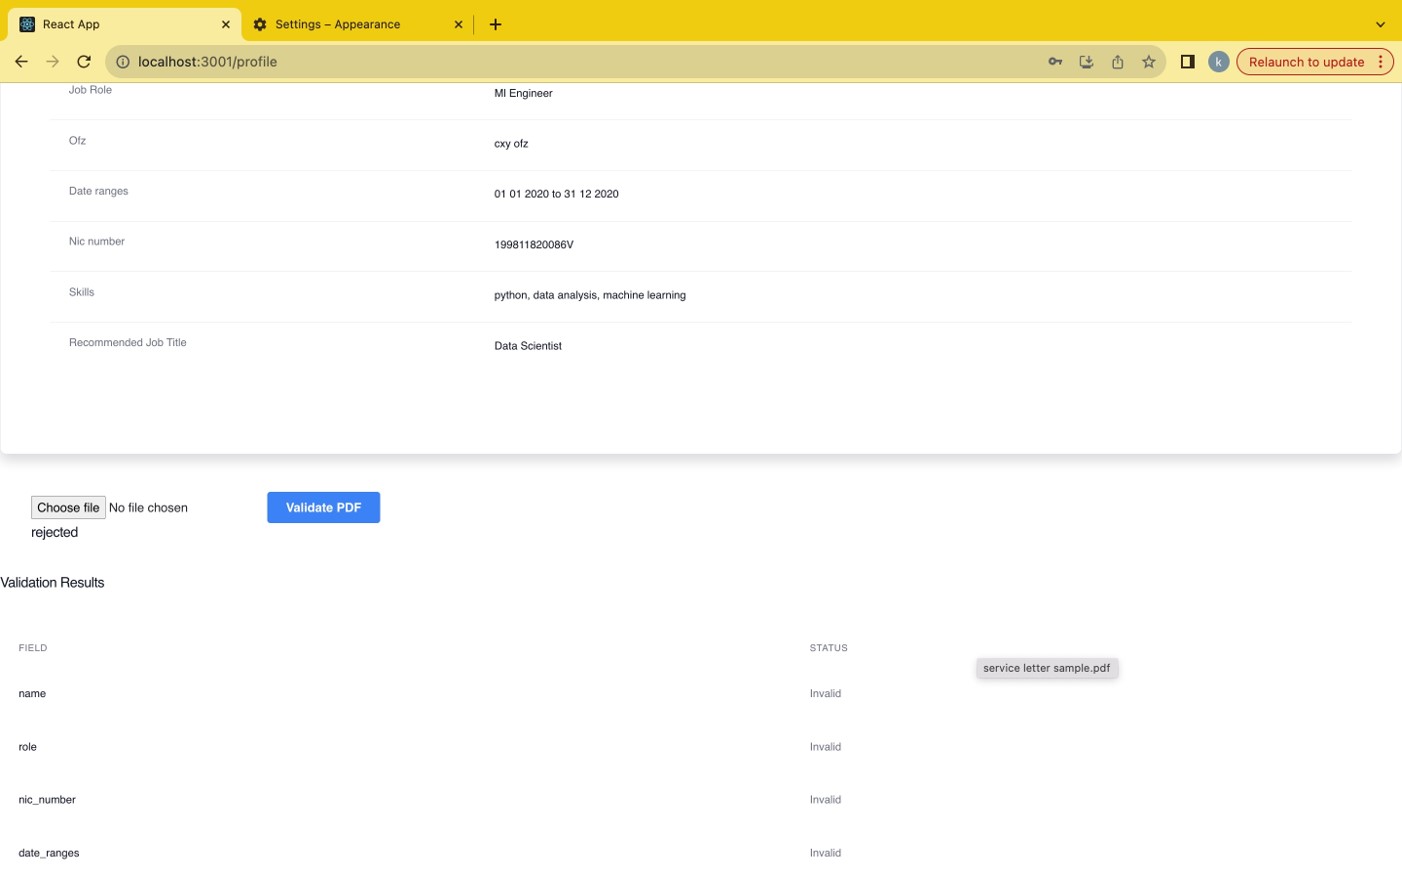 React App
Settings – Appearance
localhost:3001/profile
k
Relaunch to update
Job Role
MI Engineer
Ofz
cxy ofz
Date ranges
01 01 2020 to 31 12 2020
Nic number
199811820086V
Skills
python, data analysis, machine learning
Recommended Job Title
Data Scientist
Choose file No file chosen
Validate PDF
rejected
Validation Results
FIELD
STATUS
service letter sample.pdf
name
Invalid
role
Invalid
nic_number
Invalid
date_ranges
Invalid